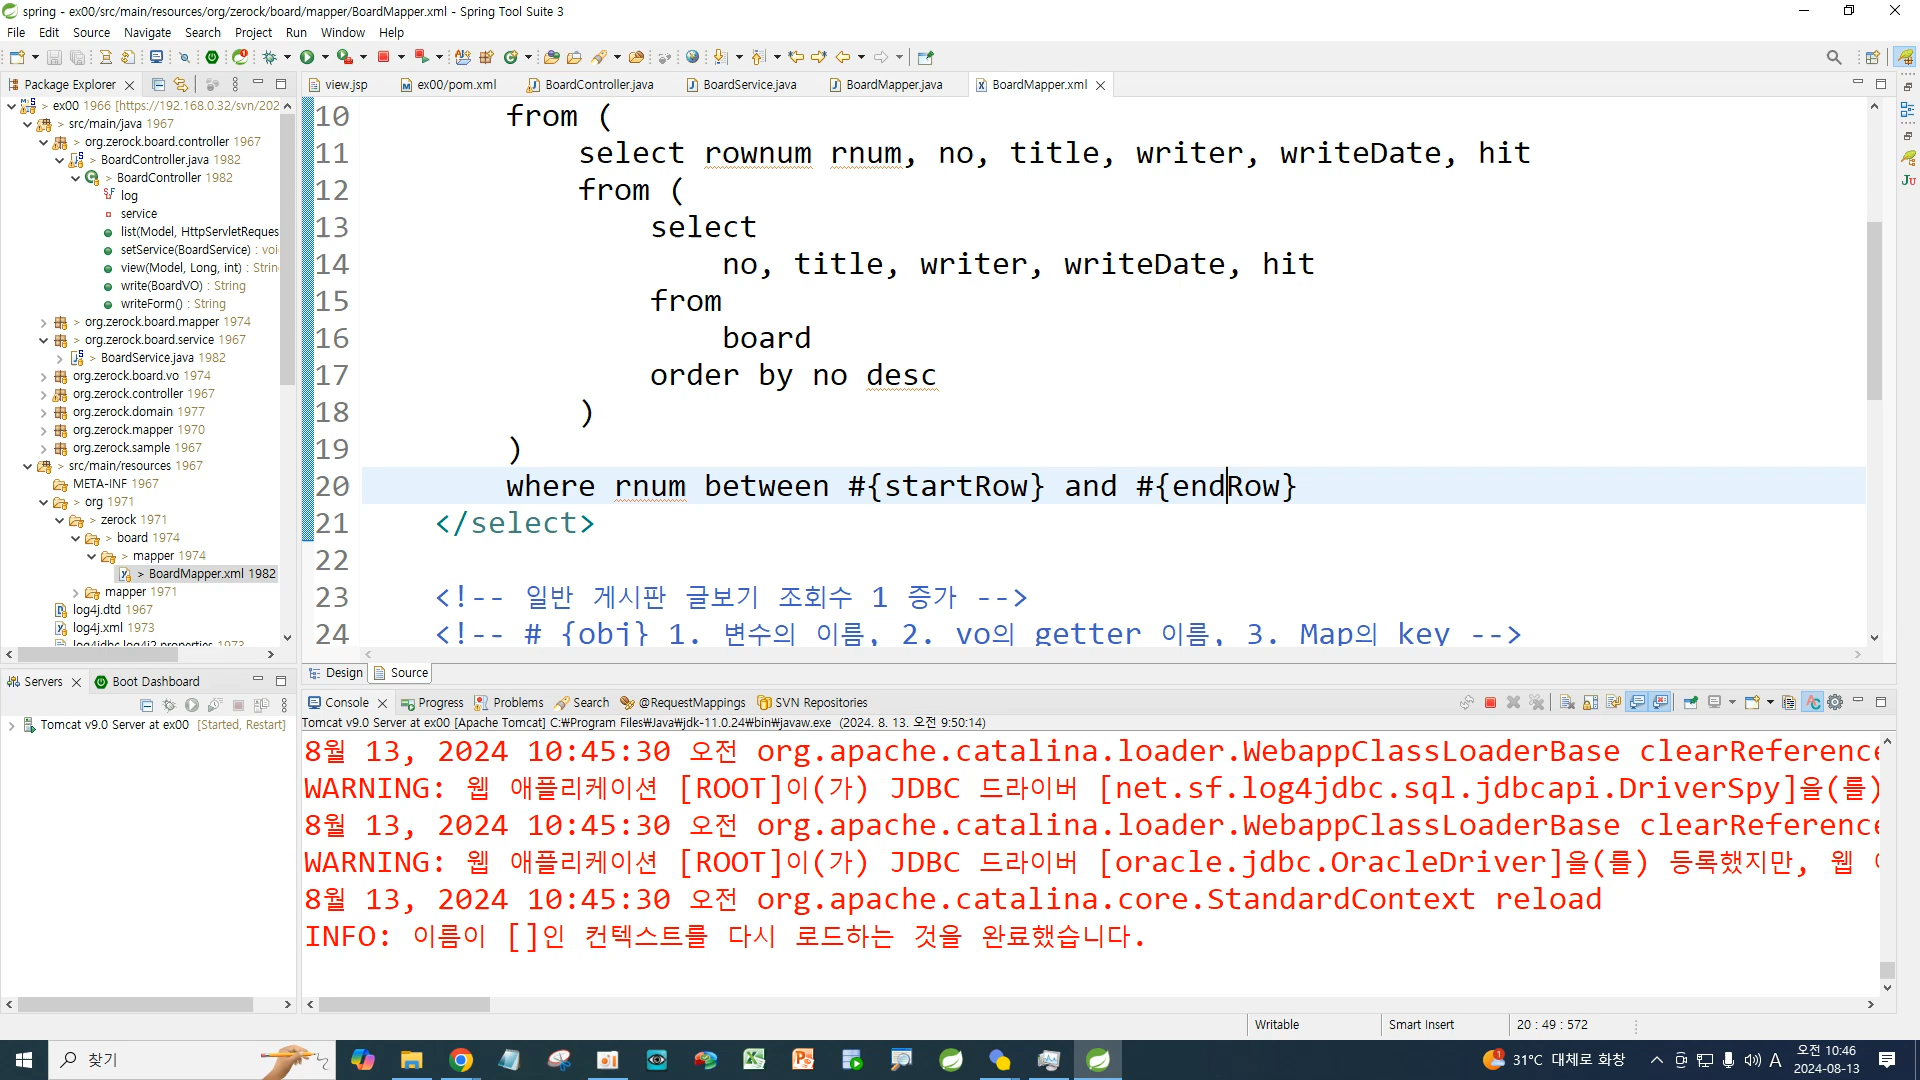 spring - ex00/src/main/resources/org/zerock/board/mapper/BoardMapper.xml - Spring Tool Suite 3
File Edit Source Navigate Search Project Run Window Help
Package Explorer
view.jsp ex00/pom.xml BoardController.java BoardService.java BoardMapper.java BoardMapper.xml
> ex00 1966 [https://192.168.0.32/svn/202
> src/main/java 1967
> org.zerock.board.controller 1967
> BoardController.java 1982
> BoardController 1982
log
service
list(Model, HttpServletReques
setService(BoardService) : voi
view(Model, Long, int) : Strin
write(BoardVO) : String
writeForm() : String
> org.zerock.board.mapper 1974
> org.zerock.board.service 1967
> BoardService.java 1982
org.zerock.board.vo 1974
org.zerock.controller 1967
org.zerock.domain 1977
org.zerock.mapper 1970
org.zerock.sample 1967
> src/main/resources 1967
META-INF 1967
> org 1971
> zerock 1971
> board 1974
> mapper 1974
> BoardMapper.xml 1982
mapper 1971
log4j.dtd 1967
log4j.xml 1973
log4jdbc.log4j2.properties 1973
10 from (
11 select rownum rnum, no, title, writer, writeDate, hit
12 from (
13 select
14 no, title, writer, writeDate, hit
15 from
16 board
17 order by no desc
18 )
19 )
20 where rnum between #{startRow} and #{endRow}
21 </select>
22
23 <!-- 일반 게시판 글보기 조회수 1 증가 -->
24 <!-- # {obj} 1. 변수의 이름, 2. vo의 getter 이름, 3. Map의 key -->
Design Source
Servers Boot Dashboard
Tomcat v9.0 Server at ex00 [Started, Restart]
Console Progress Problems Search @RequestMappings SVN Repositories
Tomcat v9.0 Server at ex00 [Apache Tomcat] C:₩Program Files₩Java₩jdk-11.0.24₩bin₩javaw.exe (2024. 8. 13. 오전 9:50:14)
8월 13, 2024 10:45:30 오전 org.apache.catalina.loader.WebappClassLoaderBase clearReference
WARNING: 웹 애플리케이션 [ROOT]이(가) JDBC 드라이버 [net.sf.log4jdbc.sql.jdbcapi.DriverSpy]을(를)
8월 13, 2024 10:45:30 오전 org.apache.catalina.loader.WebappClassLoaderBase clearReference
WARNING: 웹 애플리케이션 [ROOT]이(가) JDBC 드라이버 [oracle.jdbc.OracleDriver]을(를) 등록했지만, 웹
8월 13, 2024 10:45:30 오전 org.apache.catalina.core.StandardContext reload
INFO: 이름이 []인 컨텍스트를 다시 로드하는 것을 완료했습니다.
Writable Smart Insert 20 : 49 : 572
찾기
31°C 대체로 화창
A
오전 10:46
2024-08-13